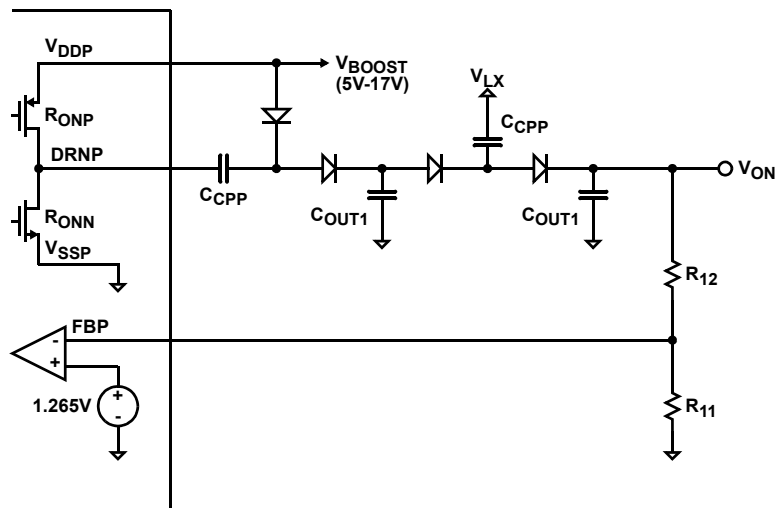 VDDP
VBOOST
(5V-17V)
VLX
RONP
CCPP
DRNP
VON
CCPP
RONN
COUT1
COUT1
VSSP
R12
FBP
-
+
1.265V
+
-
R11